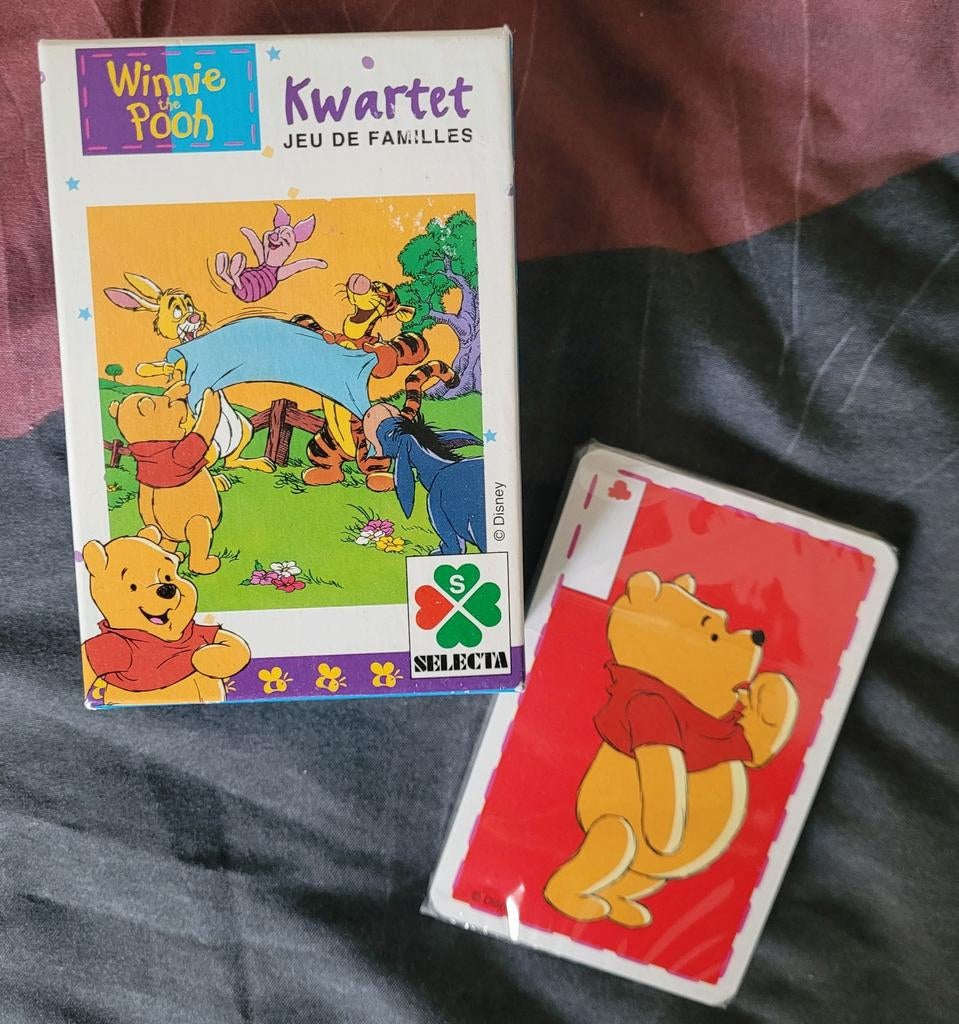 Winnie
the
Pooh
Kwartet
JEU DE FAMILLES
© Disney
S
SELECTA